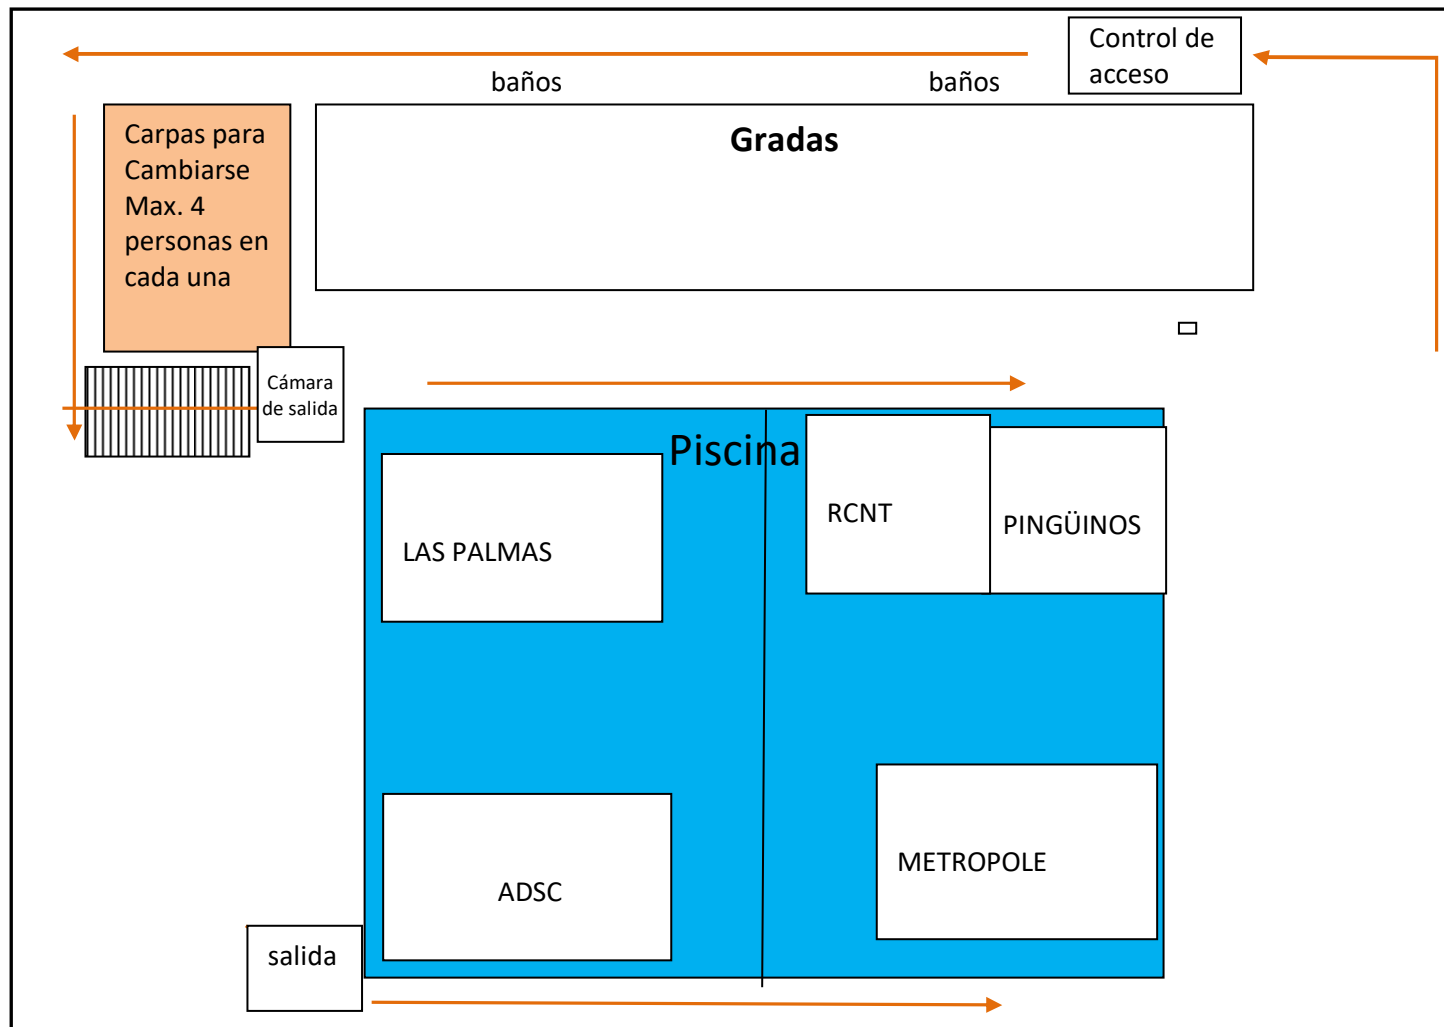 Control de
acceso
baños
baños
Carpas para
Cambiarse
Max. 4
personas en
cada una
Gradas
Cámara
de salida
Piscina
LAS PALMAS
RCNT
PINGÜINOS
ADSC
METROPOLE
salida